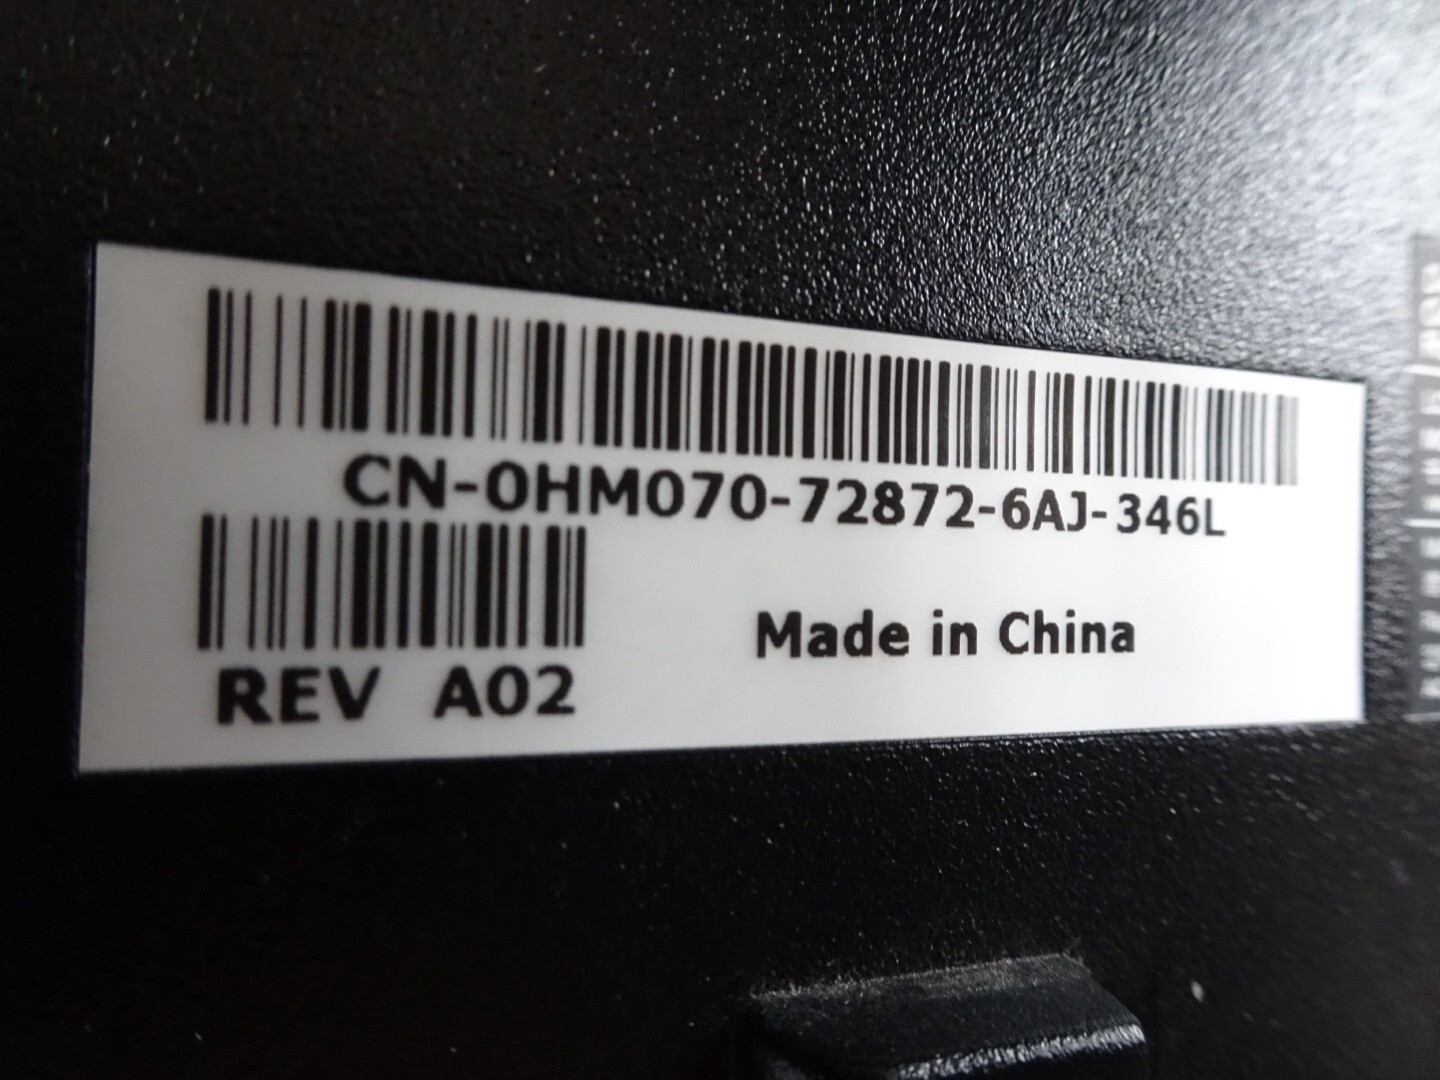 CN-0HM070-72872-6AJ-346L
Made in China
REV A02